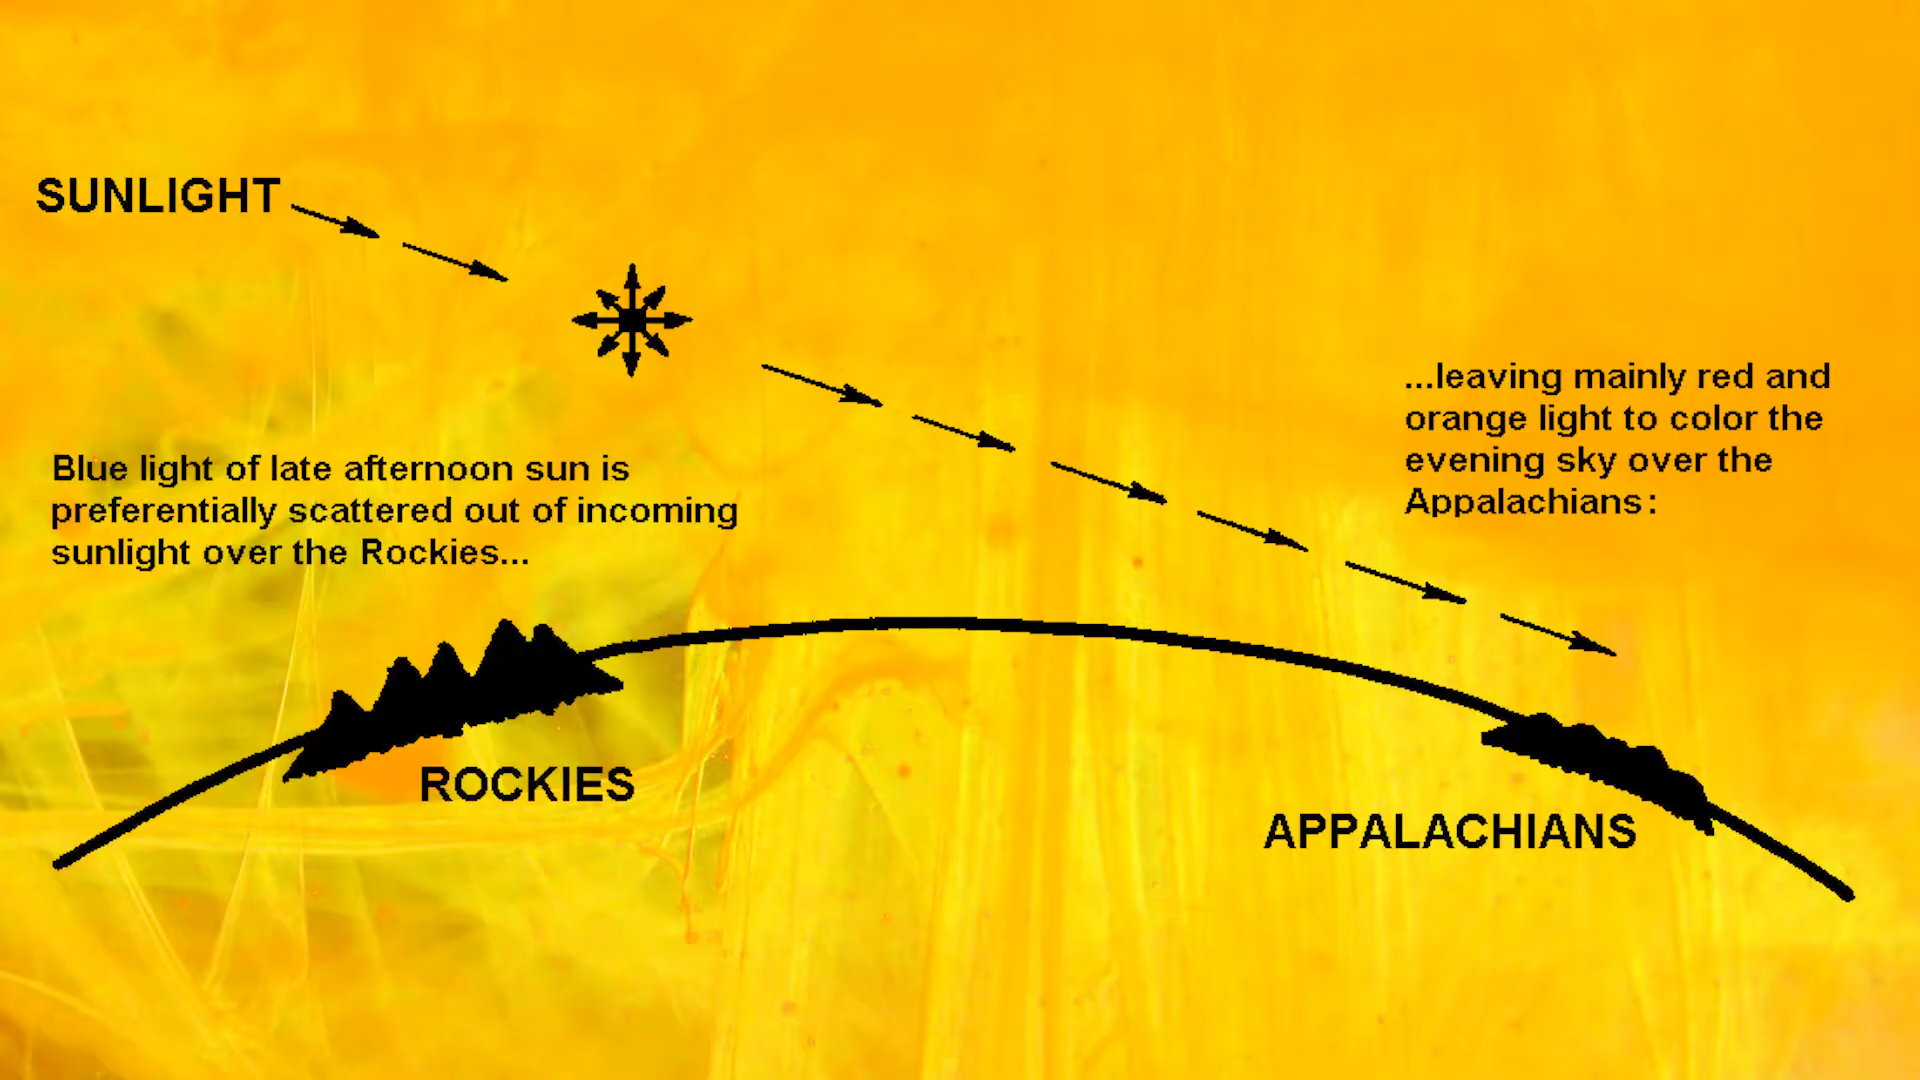 SUNLIGHT
Blue light of late afternoon sun is
preferentially scattered out of incoming
sunlight over the Rockies...
...leaving mainly red and
orange light to color the
evening sky over the
Appalachians:
ROCKIES
APPALACHIANS